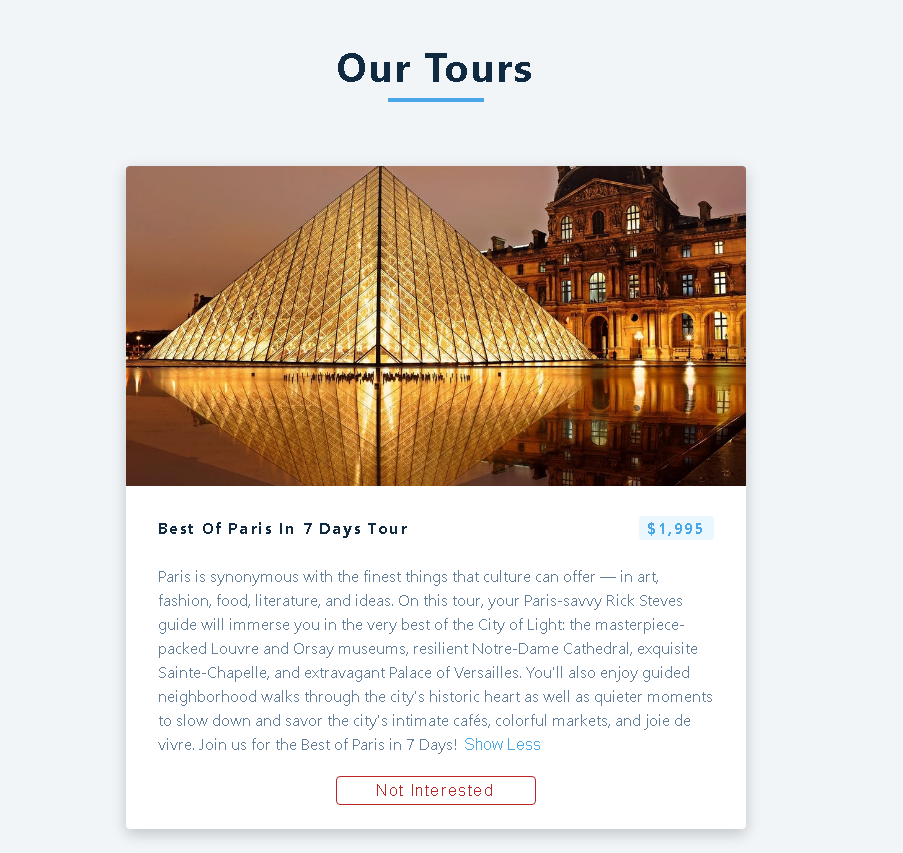 Our Tours
Best Of Paris In 7 Days Tour
$1,995
Paris is synonymous with the finest things that culture can offer — in art,
fashion, food, literature, and ideas. On this tour, your Paris-savvy Rick Steves
guide will immerse you in the very best of the City of Light: the masterpiece-
packed Louvre and Orsay museums, resilient Notre-Dame Cathedral, exquisite
Sainte-Chapelle, and extravagant Palace of Versailles. You'll also enjoy guided
neighborhood walks through the city's historic heart as well as quieter moments
to slow down and savor the city's intimate cafés, colorful markets, and joie de
vivre. Join us for the Best of Paris in 7 Days! Show Less
Not Interested